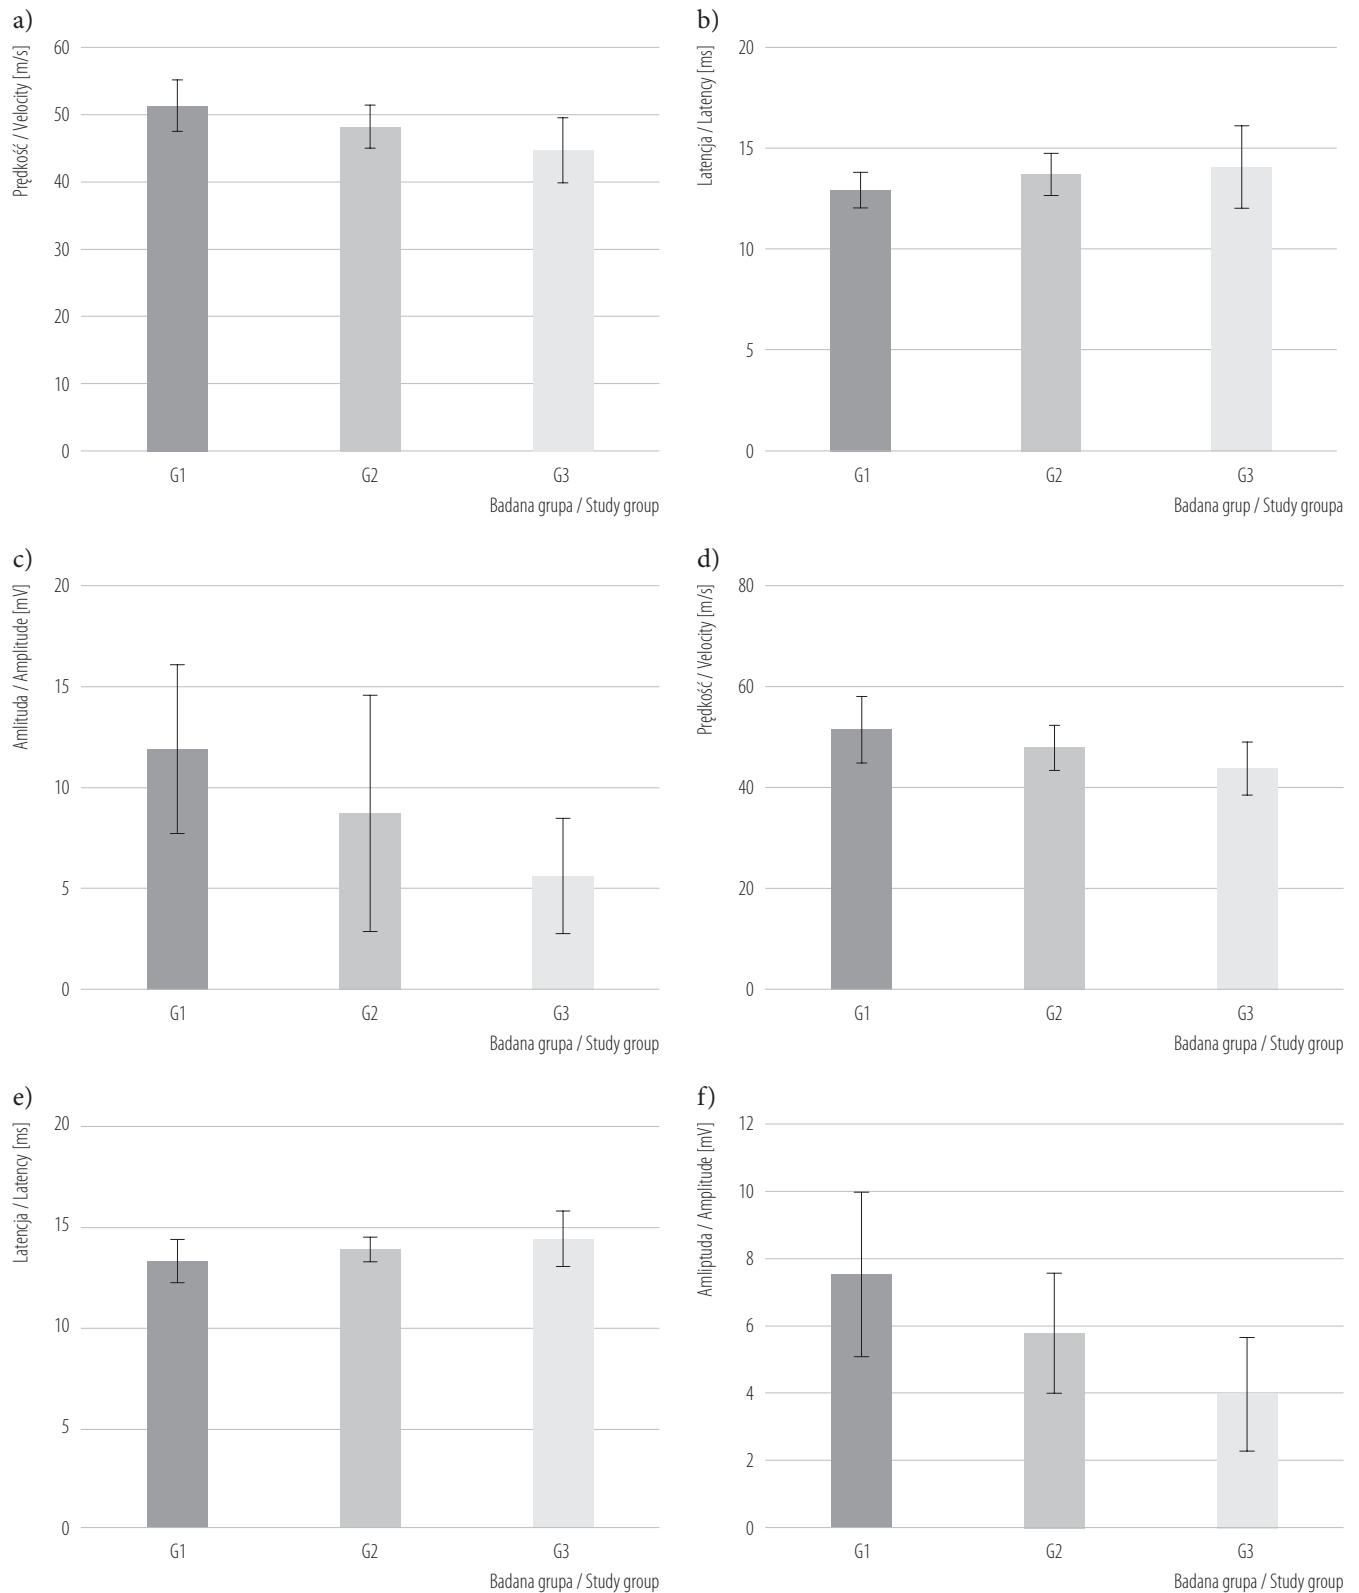 a)
Prędkość / Velocity [m/s]
60
50
40
30
20
10
0
G1 G2 G3
Badana grupa / Study group
b)
Latencja / Latency [ms]
20
15
10
5
0
G1 G2 G3
Badana grup / Study groupa
c)
Amlituda / Amplitude [mV]
20
15
10
5
0
G1 G2 G3
Badana grupa / Study group
d)
Prędkość / Velocity [m/s]
80
60
40
20
0
G1 G2 G3
Badana grupa / Study group
e)
Latencja / Latency [ms]
20
15
10
5
0
G1 G2 G3
Badana grupa / Study group
f)
Amliptuda / Amplitude [mV]
12
10
8
6
4
2
0
G1 G2 G3
Badana grupa / Study group